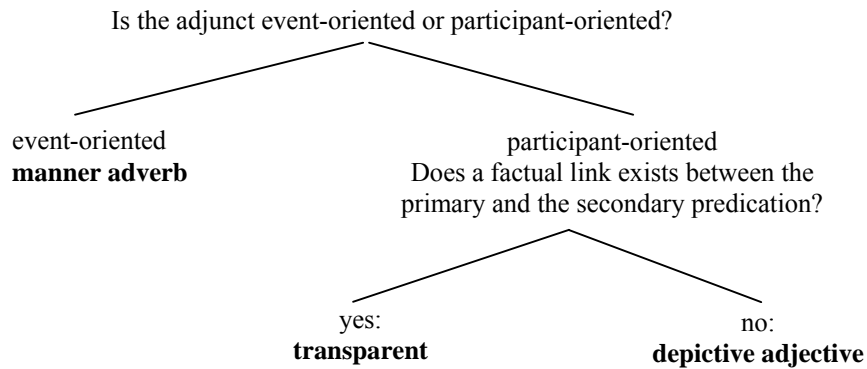 Is the adjunct event-oriented or participant-oriented?
event-oriented
manner adverb
participant-oriented
Does a factual link exists between the
primary and the secondary predication?
yes:
transparent
no:
depictive adjective